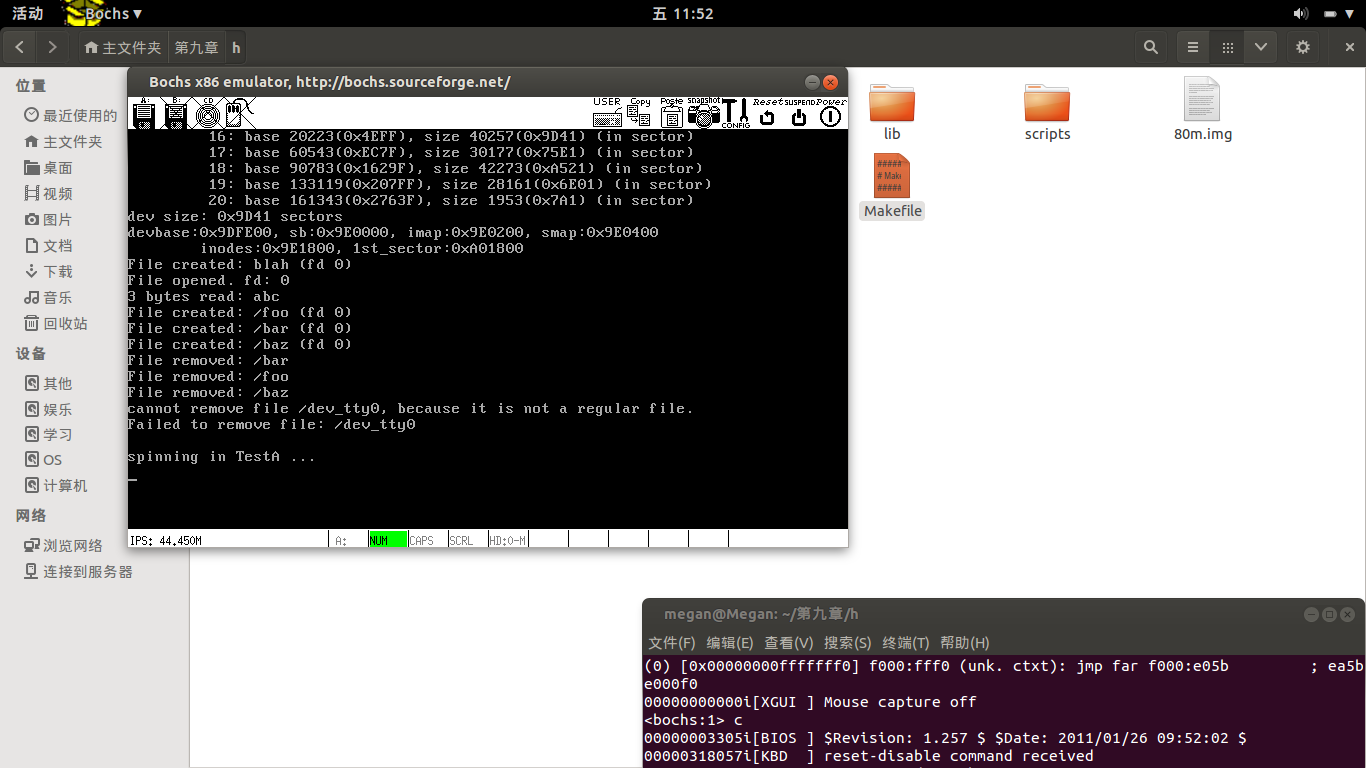 活动 Bochs ▼ 五 11:52
主文件夹 第九章 h
位置
最近使用的
主文件夹
桌面
视频
图片
文档
下载
音乐
回收站
设备
其他
娱乐
学习
OS
计算机
网络
浏览网络
连接到服务器
Bochs x86 emulator, http://bochs.sourceforge.net/
A: B: CD USER Copy Paste snapshot CONFIG Reset SUSPEND Power
16: base 20223(0x4EFF), size 40257(0x9D41) (in sector)
17: base 60543(0xEC7F), size 30177(0x75E1) (in sector)
18: base 90783(0x1629F), size 42273(0xA521) (in sector)
19: base 133119(0x207FF), size 28161(0x6E01) (in sector)
20: base 161343(0x2763F), size 1953(0x7A1) (in sector)
dev size: 0x9D41 sectors
devbase:0x9DFE00, sb:0x9E0000, imap:0x9E0200, smap:0x9E0400
inodes:0x9E1800, 1st_sector:0xA01800
File created: blah (fd 0)
File opened. fd: 0
3 bytes read: abc
File created: /foo (fd 0)
File created: /bar (fd 0)
File created: /baz (fd 0)
File removed: /bar
File removed: /foo
File removed: /baz
cannot remove file /dev_tty0, because it is not a regular file.
Failed to remove file: /dev_tty0
spinning in TestA ...
_
IPS: 44.450M A: NUM CAPS SCRL HD:0-M
lib
scripts
80m.img
#####
# Make
#####
Makefile
megan@Megan: ~/第九章/h
文件(F) 编辑(E) 查看(V) 搜索(S) 终端(T) 帮助(H)
(0) [0x00000000fffffff0] f000:fff0 (unk. ctxt): jmp far f000:e05b ; ea5b
e000f0
00000000000i[XGUI ] Mouse capture off
<bochs:1> c
00000003305i[BIOS ] $Revision: 1.257 $ $Date: 2011/01/26 09:52:02 $
00000318057i[KBD ] reset-disable command received